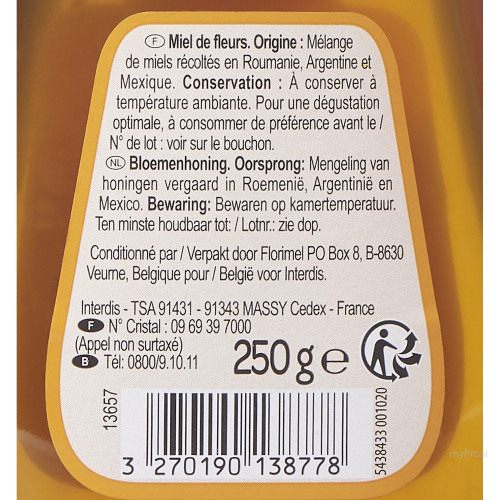 F Miel de fleurs. Origine : Mélange
de miels récoltés en Roumanie, Argentine et
Mexique. Conservation : À conserver à
température ambiante. Pour une dégustation
optimale, à consommer de préférence avant le /
N° de lot : voir sur le bouchon.
NL Bloemenhoning. Oorsprong: Mengeling van
honingen vergaard in Roemenië, Argentinië en
Mexico. Bewaring: Bewaren op kamertemperatuur.
Ten minste houdbaar tot: / Lotnr.: zie dop.
Conditionné par / Verpakt door Florimel PO Box 8, B-8630
Veurne, Belgique pour / België voor Interdis.
Interdis - TSA 91431 - 91343 MASSY Cedex - France
F N° Cristal : 09 69 39 7000
(Appel non surtaxé)
B Tél: 0800/9.10.11
250 g e
13657
5438433 001020
3 270190 138778